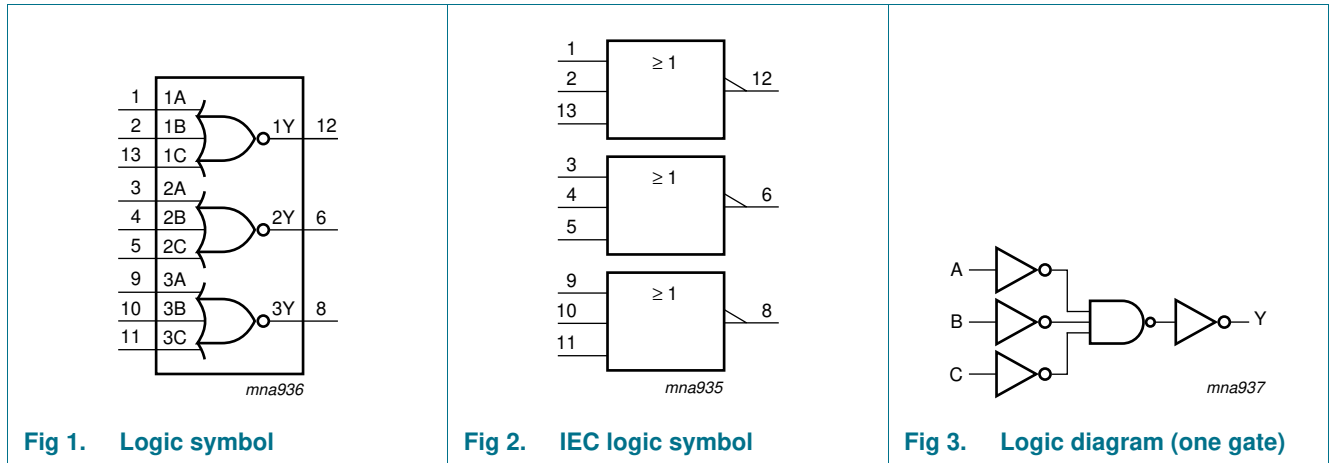 1 1A
2 1B 1Y 12
13 1C
3 2A
4 2B 2Y 6
5 2C
9 3A
10 3B 3Y 8
11 3C
mna936
Fig 1. Logic symbol
1 ≥ 1
2 12
13
3 ≥ 1
4 6
5
9 ≥ 1
10 8
11
mna935
Fig 2. IEC logic symbol
A
B Y
C
mna937
Fig 3. Logic diagram (one gate)